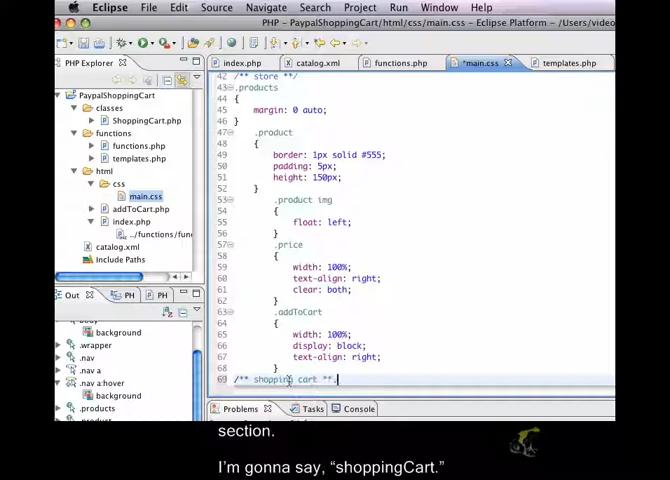 Eclipse File Edit Source Navigate Search Project Run Window Help
PHP - PaypalShoppingCart/html/css/main.css - Eclipse Platform - /Users/video
PHP Explorer
index.php catalog.xml functions.php *main.css templates.php
PaypalShoppingCart
classes
ShoppingCart.php
functions
functions.php
templates.php
html
css
main.css
addToCart.php
index.php
../functions/fun
catalog.xml
Include Paths
Out PH PH
background
.wrapper
.nav
.nav a
.nav a:hover
background
.products
42 /** store **/
43 .products
44 {
45 margin: 0 auto;
46 }
47 .product
48 {
49 border: 1px solid #555;
50 padding: 5px;
51 height: 150px;
52 }
53 .product img
54 {
55 float: left;
56 }
57 .price
58 {
59 width: 100%;
60 text-align: right;
61 clear: both;
62 }
63 .addToCart
64 {
65 width: 100%;
66 display: block;
67 text-align: right;
68 }
69 /** shopping cart **.
Problems Tasks Console
section.
I'm gonna say, “shoppingCart.”